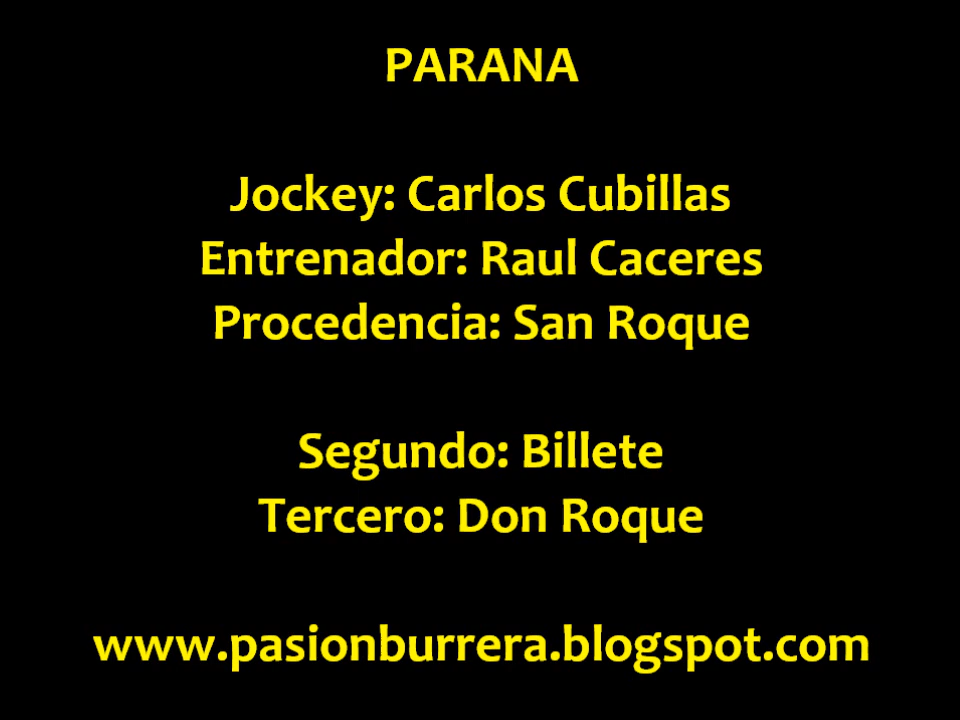 PARANA
Jockey: Carlos Cubillas
Entrenador: Raul Caceres
Procedencia: San Roque
Segundo: Billete
Tercero: Don Roque
www.pasionburrera.blogspot.com